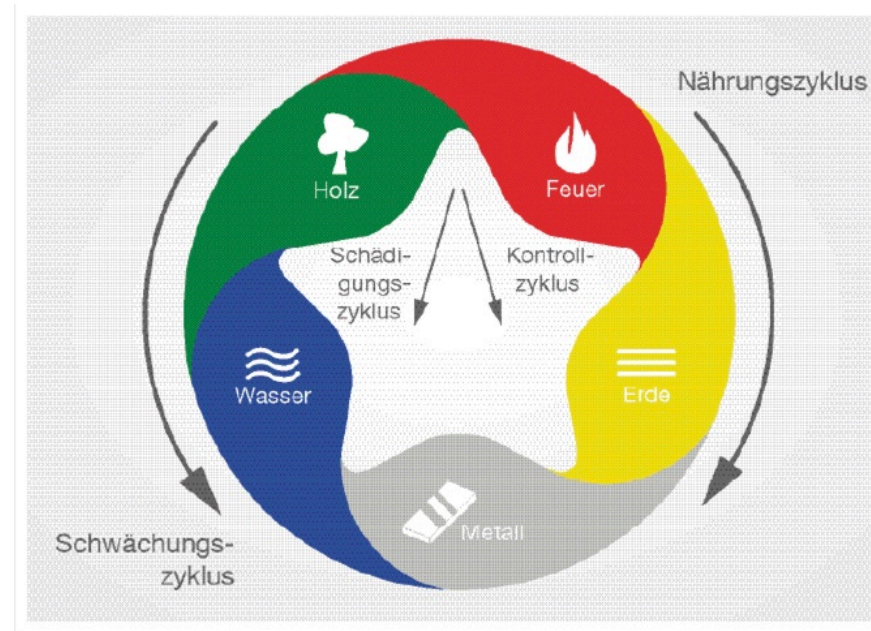 Nährungszyklus
Holz
Feuer
Schädi-
gungs-
zyklus
Kontroll-
zyklus
Wasser
Erde
Metall
Schwächungs-
zyklus